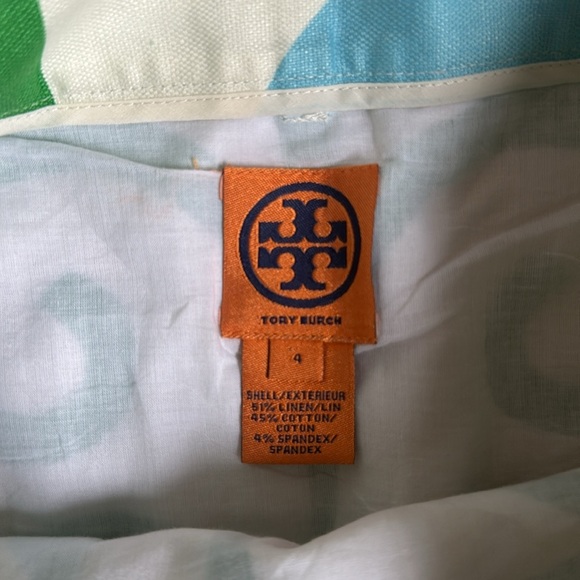 TORY BURCH
4
SHELL/EXTERIEUR
51% LINEN/LIN
45% COTTON/
COTON
4% SPANDEX/
SPANDEX